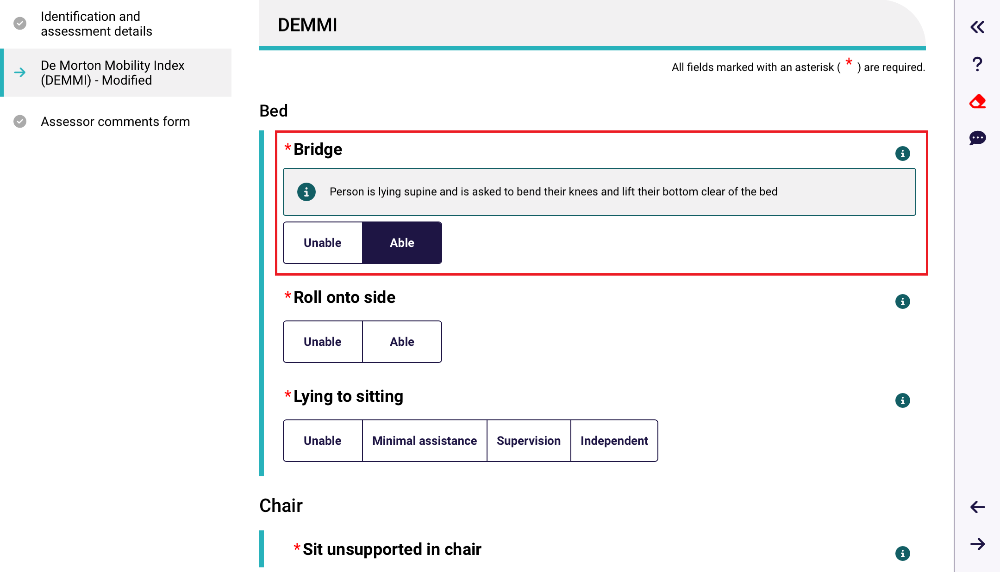 Identification and
assessment details
De Morton Mobility Index
(DEMMI) - Modified
Assessor comments form
DEMMI
All fields marked with an asterisk ( * ) are required.
Bed
* Bridge
Person is lying supine and is asked to bend their knees and lift their bottom clear of the bed
Unable Able
* Roll onto side
Unable Able
* Lying to sitting
Unable Minimal assistance Supervision Independent
Chair
* Sit unsupported in chair